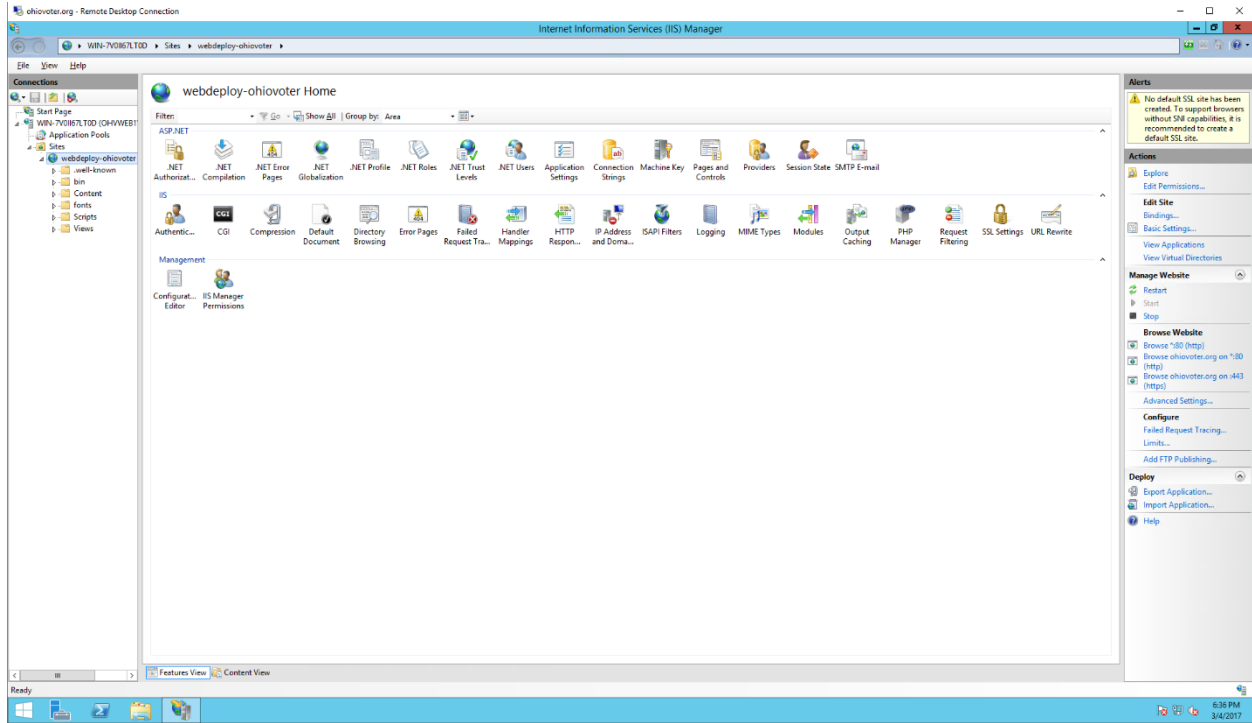 ohiovoter.org - Remote Desktop Connection
Internet Information Services (IIS) Manager
WIN-7V0II67LT0D ▸ Sites ▸ webdeploy-ohiovoter ▸
File View Help
Connections
Start Page
WIN-7V0II67LT0D (OHVWEB1
Application Pools
Sites
webdeploy-ohiovoter
.well-known
bin
Content
fonts
Scripts
Views
webdeploy-ohiovoter Home
Filter: Go Show All Group by: Area
ASP.NET
.NET Authorizat...
.NET Compilation
.NET Error Pages
.NET Globalization
.NET Profile
.NET Roles
.NET Trust Levels
.NET Users
Application Settings
Connection Strings
Machine Key
Pages and Controls
Providers
Session State
SMTP E-mail
IIS
Authentic...
CGI
Compression
Default Document
Directory Browsing
Error Pages
Failed Request Tra...
Handler Mappings
HTTP Respon...
IP Address and Doma...
ISAPI Filters
Logging
MIME Types
Modules
Output Caching
PHP Manager
Request Filtering
SSL Settings
URL Rewrite
Management
Configurat... Editor
IIS Manager Permissions
Features View Content View
Alerts
No default SSL site has been
created. To support browsers
without SNI capabilities, it is
recommended to create a
default SSL site.
Actions
Explore
Edit Permissions...
Edit Site
Bindings...
Basic Settings...
View Applications
View Virtual Directories
Manage Website
Restart
Start
Stop
Browse Website
Browse *:80 (http)
Browse ohiovoter.org on *:80
(http)
Browse ohiovoter.org on :443
(https)
Advanced Settings...
Configure
Failed Request Tracing...
Limits...
Add FTP Publishing...
Deploy
Export Application...
Import Application...
Help
Ready
6:36 PM
3/4/2017